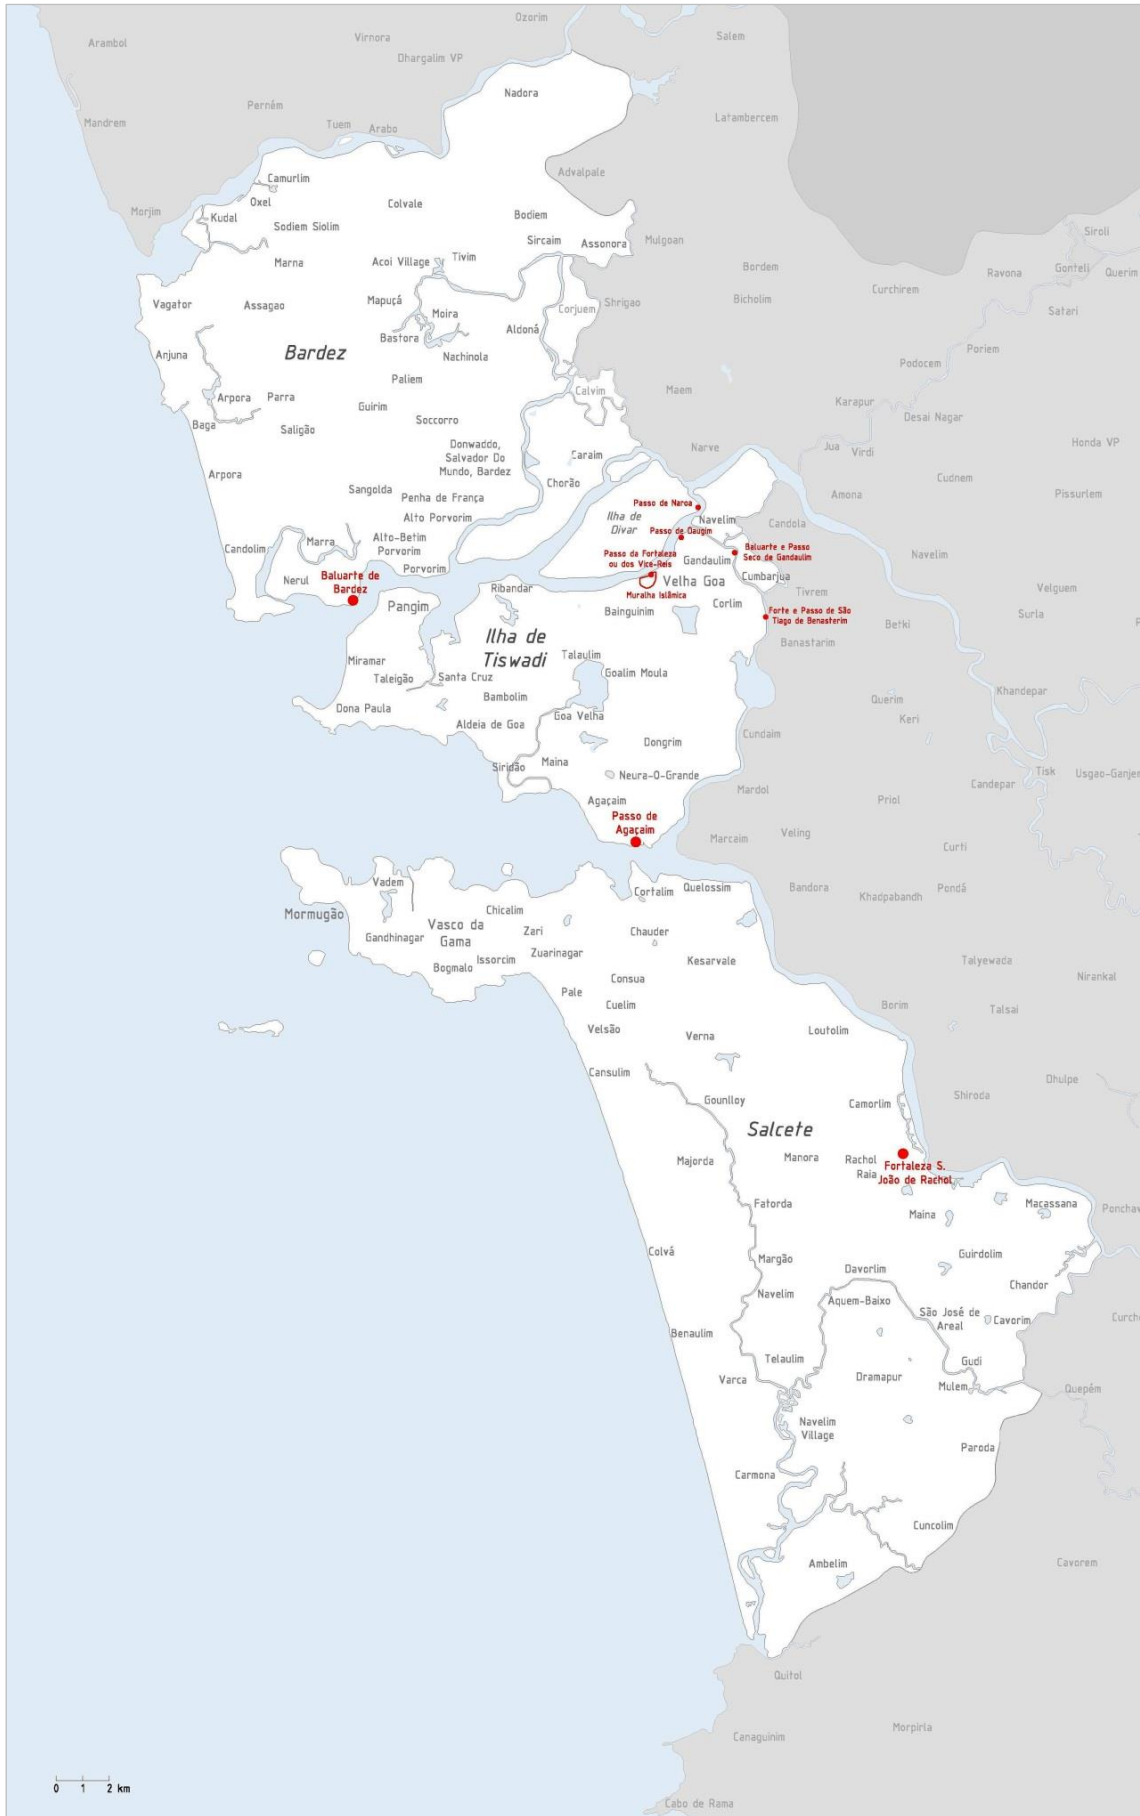 Ozorim
Arambol
Virnora
Salem
Dhargalim VP
Nadora
Perném
Mandrem
Tuem
Arabo
Latambercem
Advalpale
Camurlim
Oxel
Colvale
Morjim
Kudal
Sodiem Siolim
Bodiem
Sircaim
Assonora
Mulgoan
Siroli
Marna
Acoi Village
Tivim
Bordem
Ravona
Gonteli
Querim
Vagator
Assagao
Mapuçá
Moira
Corjuem
Shrigao
Bicholim
Curchirem
Satari
Bastora
Aldoná
Anjuna
Bardez
Nachinola
Poriem
Podocem
Paliem
Calvim
Maem
Arpora
Parra
Guirim
Karapur
Baga
Saligão
Soccorro
Desai Nagar
Donwaddo,
Salvador Do
Mundo, Bardez
Caraim
Narve
Jua
Virdi
Honda VP
Arpora
Chorão
Cudnem
Sangolda
Penha de França
Passo de Naroa
Amona
Pissurlem
Alto Porvorim
Ilha de
Divar
Navelim
Candola
Candolim
Marra
Alto-Betim
Porvorim
Passo de Daugim
Baluarte e Passo
Seco de Gandaulim
Navelim
Passo da Fortaleza
ou dos Vice-Reis
Gandaulim
Porvorim
Nerul
Baluarte de
Bardez
Ribandar
Velha Goa
Cumbarjua
Velguem
Muralha Islâmica
Tivrem
Pangim
Bainguinim
Corlim
Forte e Passo de São
Tiago de Benasterim
Surla
Betki
Ilha de
Tiswadi
Banastarim
Talaulim
Miramar
Taleigão
Santa Cruz
Goalim Moula
Bambolim
Khandepar
Querim
Dona Paula
Aldeia de Goa
Goa Velha
Keri
Dongrim
Cundaim
Siridão
Maina
Neura-O-Grande
Tisk
Usgao-Ganjem
Mardol
Candepar
Agaçaim
Priol
Passo de
Agaçaim
Marcaim
Veling
Curti
Vadem
Cortalim
Quelossim
Bandora
Khadpabandh
Pondá
Mormugão
Chicalim
Vasco da
Gama
Zari
Chauder
Gandhinagar
Zuarinagar
Issorcim
Bogmalo
Kesarvale
Talyewada
Consua
Nirankal
Pale
Cuelim
Borim
Talsai
Velsão
Verna
Loutolim
Cansulim
Dhulpe
Shiroda
Gounlloy
Camorlim
Salcete
Majorda
Manora
Rachol
Raia
Fortaleza S.
João de Rachol
Fatorda
Maina
Macassana
Colvá
Margão
Guirdolim
Davorlim
Chandor
Navelim
Aquem-Baixo
São José de
Areal
Cavorim
Benaulim
Telaulim
Gudi
Varca
Dramapur
Mulem
Quepém
Navelim
Village
Paroda
Carmona
Cuncolim
Ambelim
Cavorem
Quitol
Morpirla
Canaguinim
Cabo de Rama
0 1 2 km